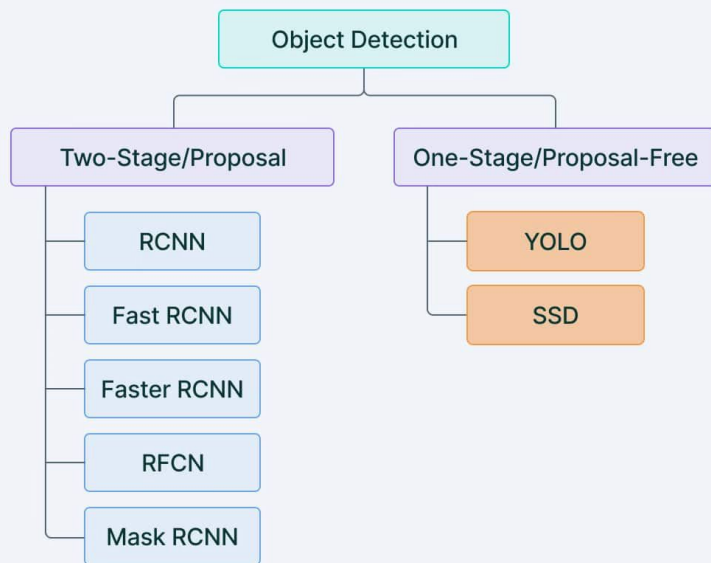 Object Detection
Two-Stage/Proposal
One-Stage/Proposal-Free
RCNN
YOLO
Fast RCNN
SSD
Faster RCNN
RFCN
Mask RCNN